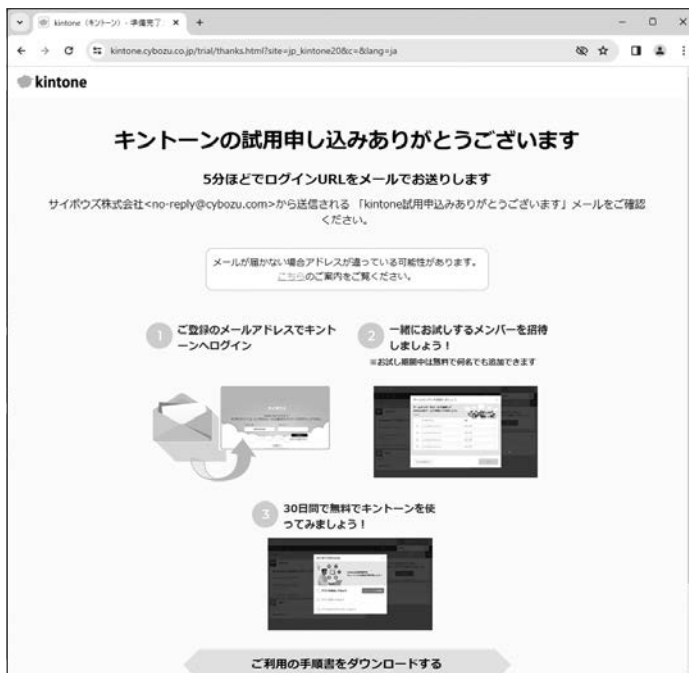 kintone（キントーン）- 準備完了
kintone.cybozu.co.jp/trial/thanks.html?site=jp_kintone20&c=&lang=ja
kintone
キントーンの試用申し込みありがとうございます
5分ほどでログインURLをメールでお送りします
サイボウズ株式会社<no-reply@cybozu.com>から送信される 「kintone試用申込みありがとうございます」メールをご確認
ください。
メールが届かない場合アドレスが違っている可能性があります。
こちらのご案内をご覧ください。
1
ご登録のメールアドレスでキント
ーンへログイン
2
一緒にお試しするメンバーを招待
しましょう！
※お試し期間中は無料で何名でも追加できます
3
30日間で無料でキントーンを使
ってみましょう！
ご利用の手順書をダウンロードする